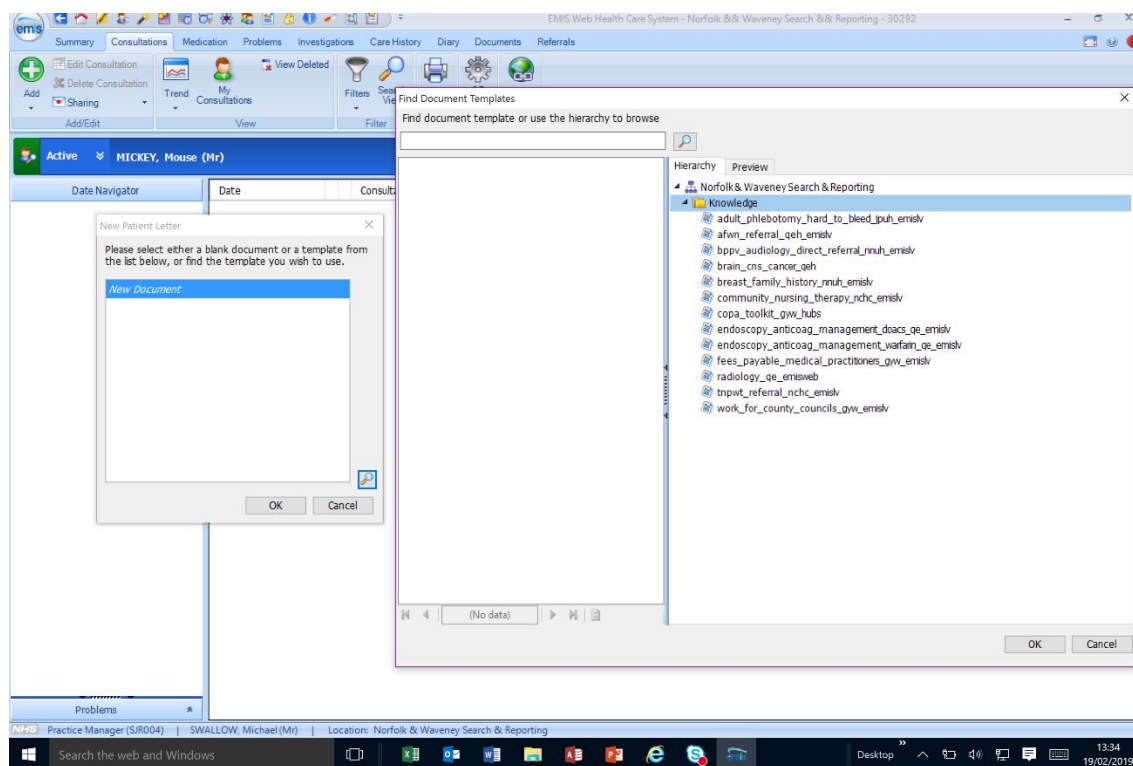 ems
EMIS Web Health Care System - Norfolk && Waveney Search && Reporting - 30292
Summary Consultations Medication Problems Investigations Care History Diary Documents Referrals
Add
Edit Consultation
Delete Consultation
Sharing
Add/Edit
Trend
My Consultations
View Deleted
View
Filters
Filter
Find Document Templates
Find document template or use the hierarchy to browse
Active MICKEY, Mouse (Mr)
Date Navigator
Date
New Patient Letter
Please select either a blank document or a template from
the list below, or find the template you wish to use.
New Document
OK Cancel
Hierarchy Preview
Norfolk & Waveney Search & Reporting
Knowledge
adult_phlebotomy_hard_to_bleed_jpuh_emislv
afwn_referral_qeh_emislv
bppv_audiology_direct_referral_nnuh_emislv
brain_cns_cancer_qeh
breast_family_history_nnuh_emislv
community_nursing_therapy_nchc_emislv
copa_toolkit_gyw_hubs
endoscopy_anticoag_management_doacs_qe_emislv
endoscopy_anticoag_management_warfarin_qe_emislv
fees_payable_medical_practitioners_gyw_emislv
radiology_qe_emisweb
tnpwt_referral_nchc_emislv
work_for_county_councils_gyw_emislv
(No data)
OK Cancel
Problems
NHS Practice Manager (SJR004) | SWALLOW, Michael (Mr) | Location: Norfolk & Waveney Search & Reporting
Search the web and Windows
Desktop
13:34
19/02/2019